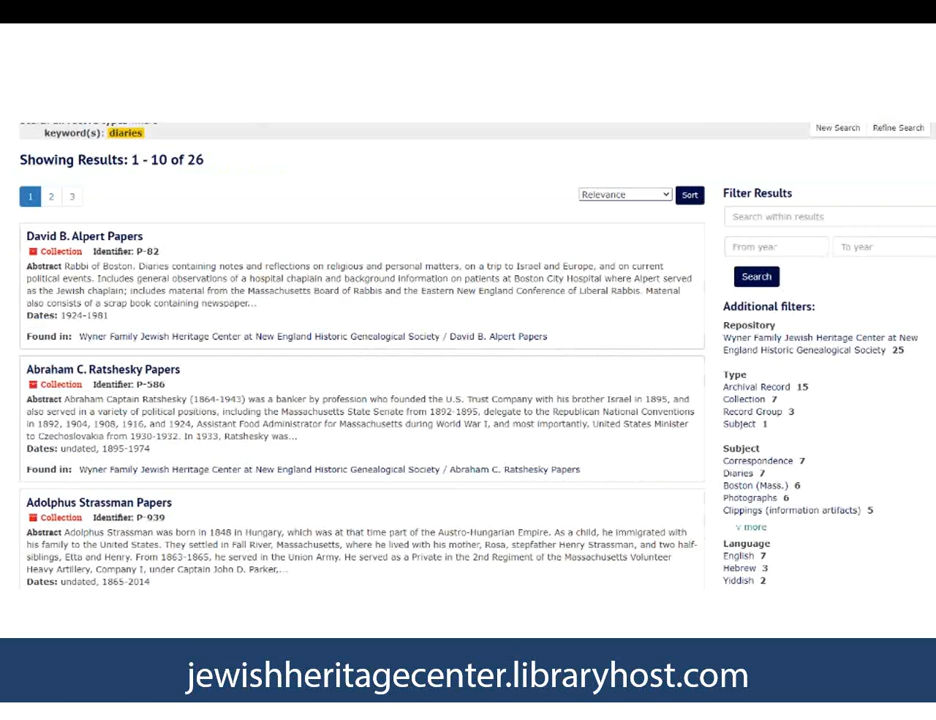 keyword(s): diaries
New Search
Refine Search
Showing Results: 1 - 10 of 26
1 2 3
Relevance
Sort
David B. Alpert Papers
Collection Identifier: P-82
Abstract Rabbi of Boston. Diaries containing notes and reflections on religious and personal matters, on a trip to Israel and Europe, and on current
political events. Includes general observations of a hospital chaplain and background information on patients at Boston City Hospital where Alpert served
as the Jewish chaplain; includes material from the Massachusetts Board of Rabbis and the Eastern New England Conference of Liberal Rabbis. Material
also consists of a scrap book containing newspaper...
Dates: 1924-1981
Found in: Wyner Family Jewish Heritage Center at New England Historic Genealogical Society / David B. Alpert Papers
Abraham C. Ratshesky Papers
Collection Identifier: P-586
Abstract Abraham Captain Ratshesky (1864-1943) was a banker by profession who founded the U.S. Trust Company with his brother Israel in 1895, and
also served in a variety of political positions, including the Massachusetts State Senate from 1892-1895, delegate to the Republican National Conventions
in 1892, 1904, 1908, 1916, and 1924, Assistant Food Administrator for Massachusetts during World War I, and most importantly, United States Minister
to Czechoslovakia from 1930-1932. In 1933, Ratshesky was...
Dates: undated, 1895-1974
Found in: Wyner Family Jewish Heritage Center at New England Historic Genealogical Society / Abraham C. Ratshesky Papers
Adolphus Strassman Papers
Collection Identifier: P-939
Abstract Adolphus Strassman was born in 1848 in Hungary, which was at that time part of the Austro-Hungarian Empire. As a child, he immigrated with
his family to the United States. They settled in Fall River, Massachusetts, where he lived with his mother, Rosa, stepfather Henry Strassman, and two half-
siblings, Etta and Henry. From 1863-1865, he served in the Union Army. He served as a Private in the 2nd Regiment of the Massachusetts Volunteer
Heavy Artillery, Company I, under Captain John D. Parker,...
Dates: undated, 1865-2014
Filter Results
Search within results
From year
To year
Search
Additional filters:
Repository
Wyner Family Jewish Heritage Center at New
England Historic Genealogical Society 25
Type
Archival Record 15
Collection 7
Record Group 3
Subject 1
Subject
Correspondence 7
Diaries 7
Boston (Mass.) 6
Photographs 6
Clippings (information artifacts) 5
v more
Language
English 7
Hebrew 3
Yiddish 2
jewishheritagecenter.libraryhost.com